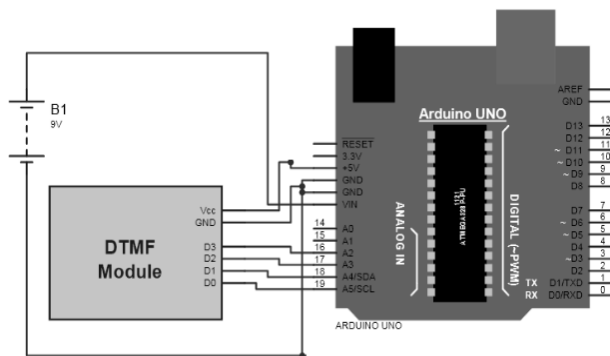 B1
9V
DTMF
Module
Vcc
GND
D3
D2
D1
D0
14
15
16
17
18
19
RESET
3.3V
+5V
GND
GND
VIN
A0
A1
A2
A3
A4/SDA
A5/SCL
ANALOG IN
Arduino UNO
1121
DIGITAL (~PWM)
TX
RX
AREF
GND
D13
D12
~ D11
~ D10
~ D9
D8
D7
~ D6
~ D5
D4
~ D3
D2
D1/TXD
D0/RXD
13
12
11
10
9
8
7
6
5
4
3
2
1
0
ARDUINO UNO